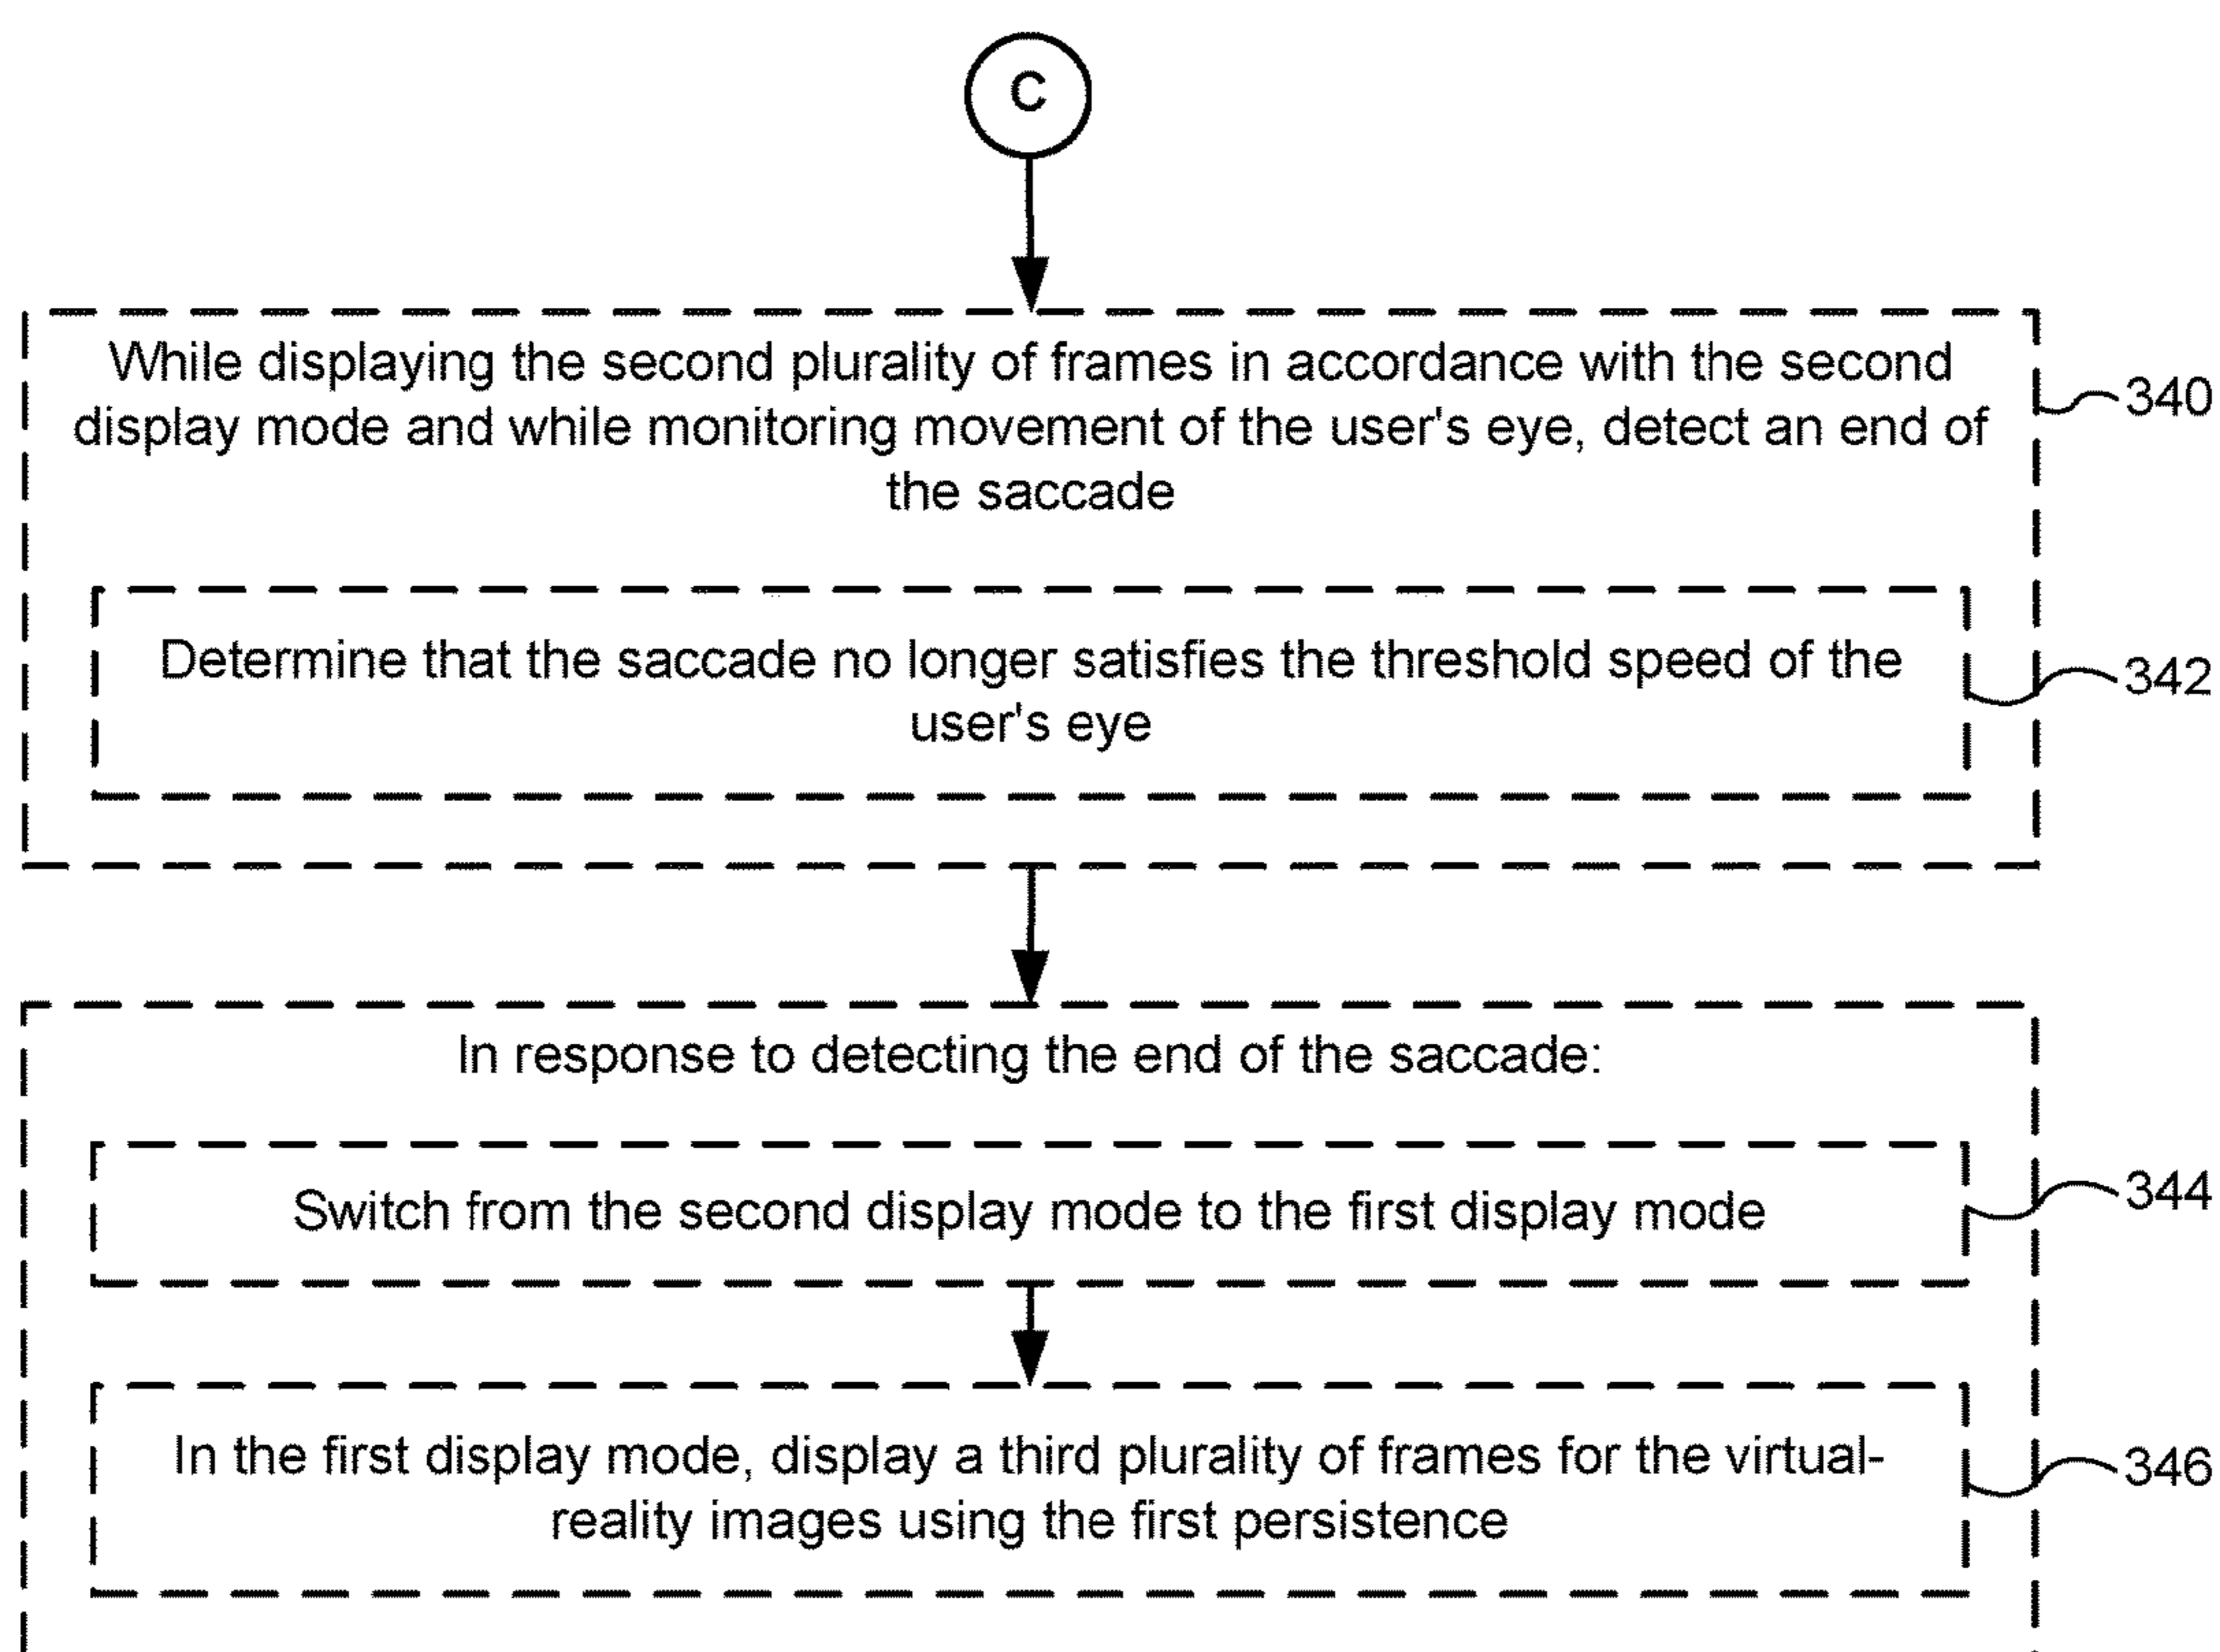 C
While displaying the second plurality of frames in accordance with the second
display mode and while monitoring movement of the user's eye, detect an end of
the saccade
340
Determine that the saccade no longer satisfies the threshold speed of the
user's eye
342
In response to detecting the end of the saccade:
Switch from the second display mode to the first display mode
344
In the first display mode, display a third plurality of frames for the virtual-
reality images using the first persistence
346